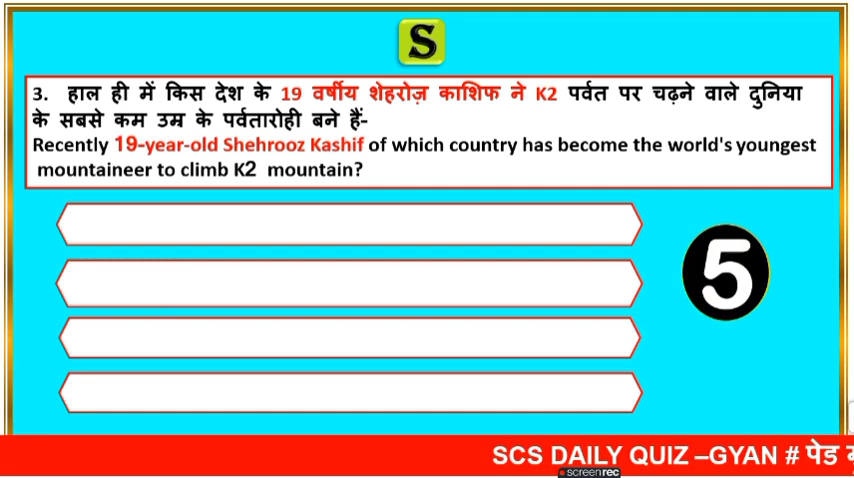 S
3. हाल ही में किस देश के 19 वर्षीय शेहरोज़ काशिफ ने K2 पर्वत पर चढ़ने वाले दुनिया
के सबसे कम उम्र के पर्वतारोही बने हैं-
Recently 19-year-old Shehrooz Kashif of which country has become the world's youngest
mountaineer to climb K2 mountain?
5
SCS DAILY QUIZ –GYAN # पेड
screenrec